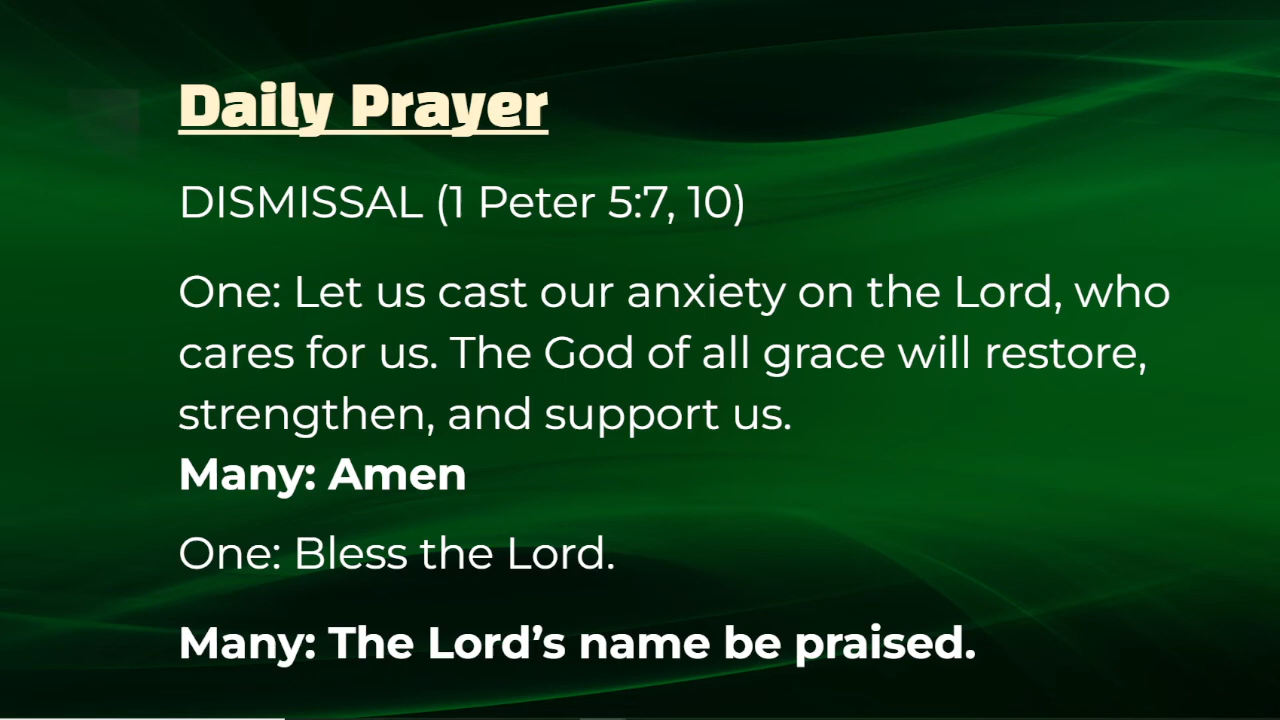 Daily Prayer
DISMISSAL (1 Peter 5:7, 10)
One: Let us cast our anxiety on the Lord, who
cares for us. The God of all grace will restore,
strengthen, and support us.
Many: Amen
One: Bless the Lord.
Many: The Lord’s name be praised.